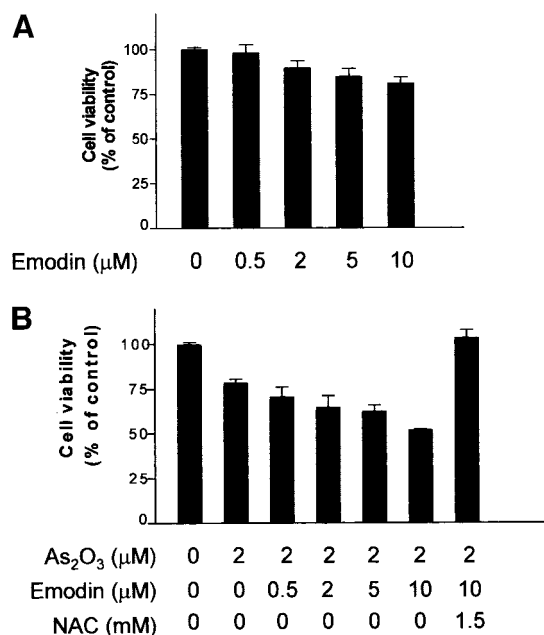 A
Cell viability
(% of control)
100
75
50
25
0
Emodin (μM) 0 0.5 2 5 10
B
Cell viability
(% of control)
100
75
50
25
0
As₂O₃ (μM) 0 2 2 2 2 2 2
Emodin (μM) 0 0 0.5 2 5 10 10
NAC (mM) 0 0 0 0 0 0 1.5